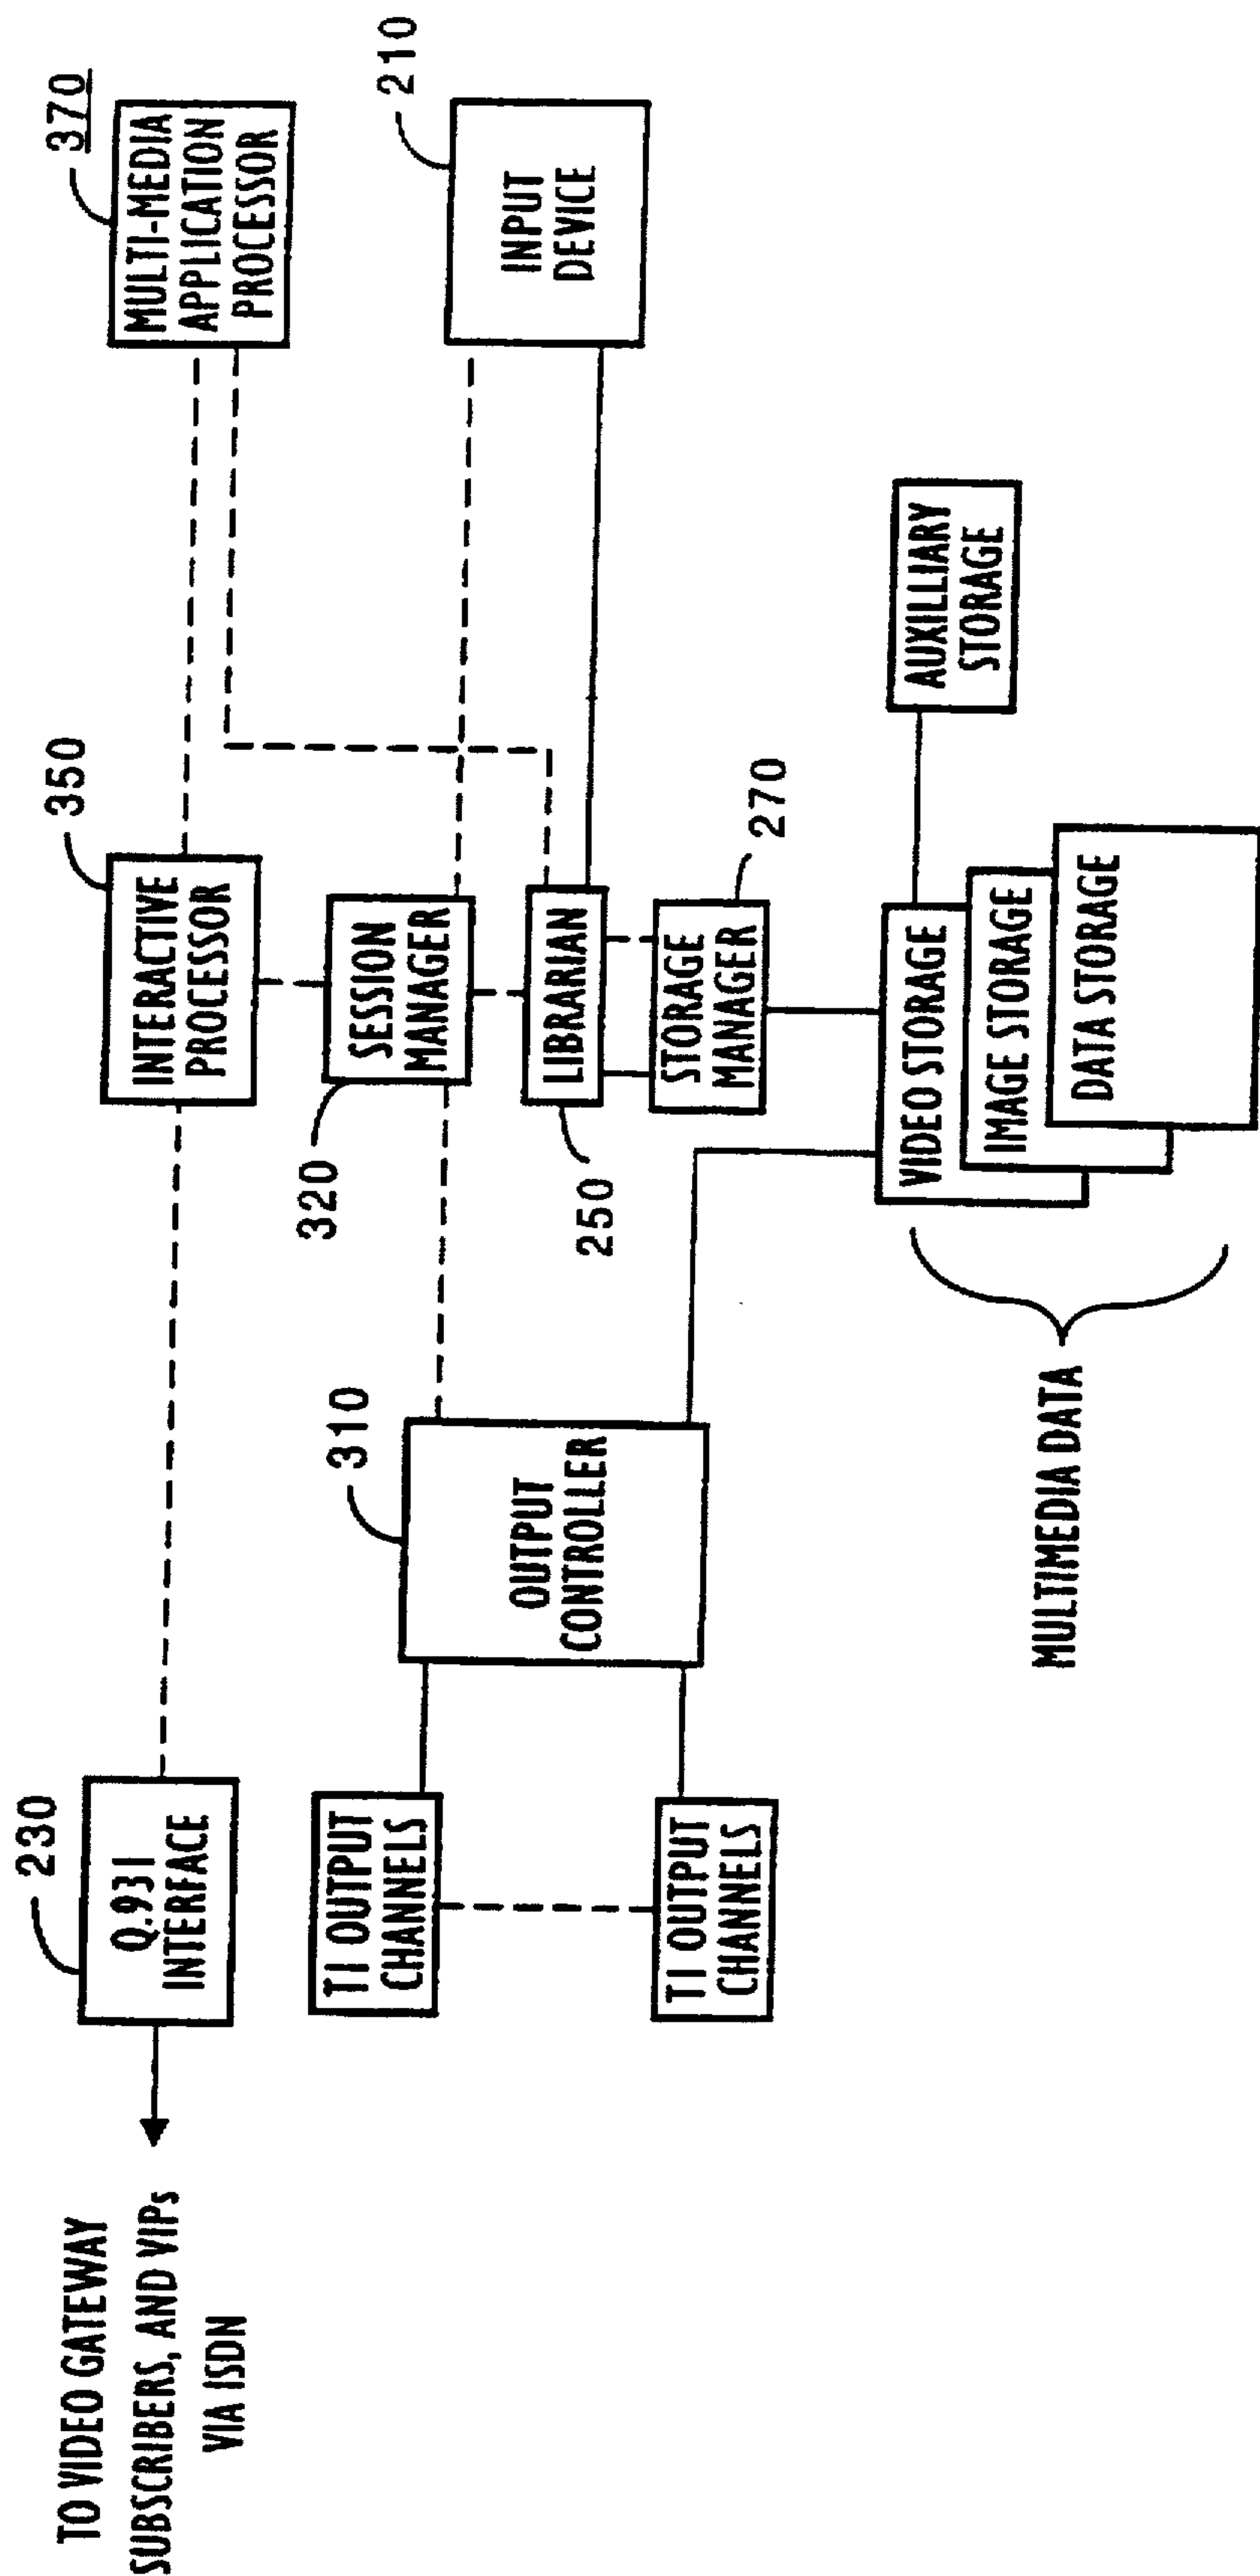 TO VIDEO GATEWAY
SUBSCRIBERS, AND VIPs
VIA ISDN
230
Q.931
INTERFACE
350
INTERACTIVE
PROCESSOR
370
MULTI-MEDIA
APPLICATION
PROCESSOR
T1 OUTPUT
CHANNELS
T1 OUTPUT
CHANNELS
310
OUTPUT
CONTROLLER
320
SESSION
MANAGER
250
LIBRARIAN
STORAGE
MANAGER
270
210
INPUT
DEVICE
VIDEO STORAGE
IMAGE STORAGE
DATA STORAGE
AUXILLIARY
STORAGE
MULTIMEDIA DATA